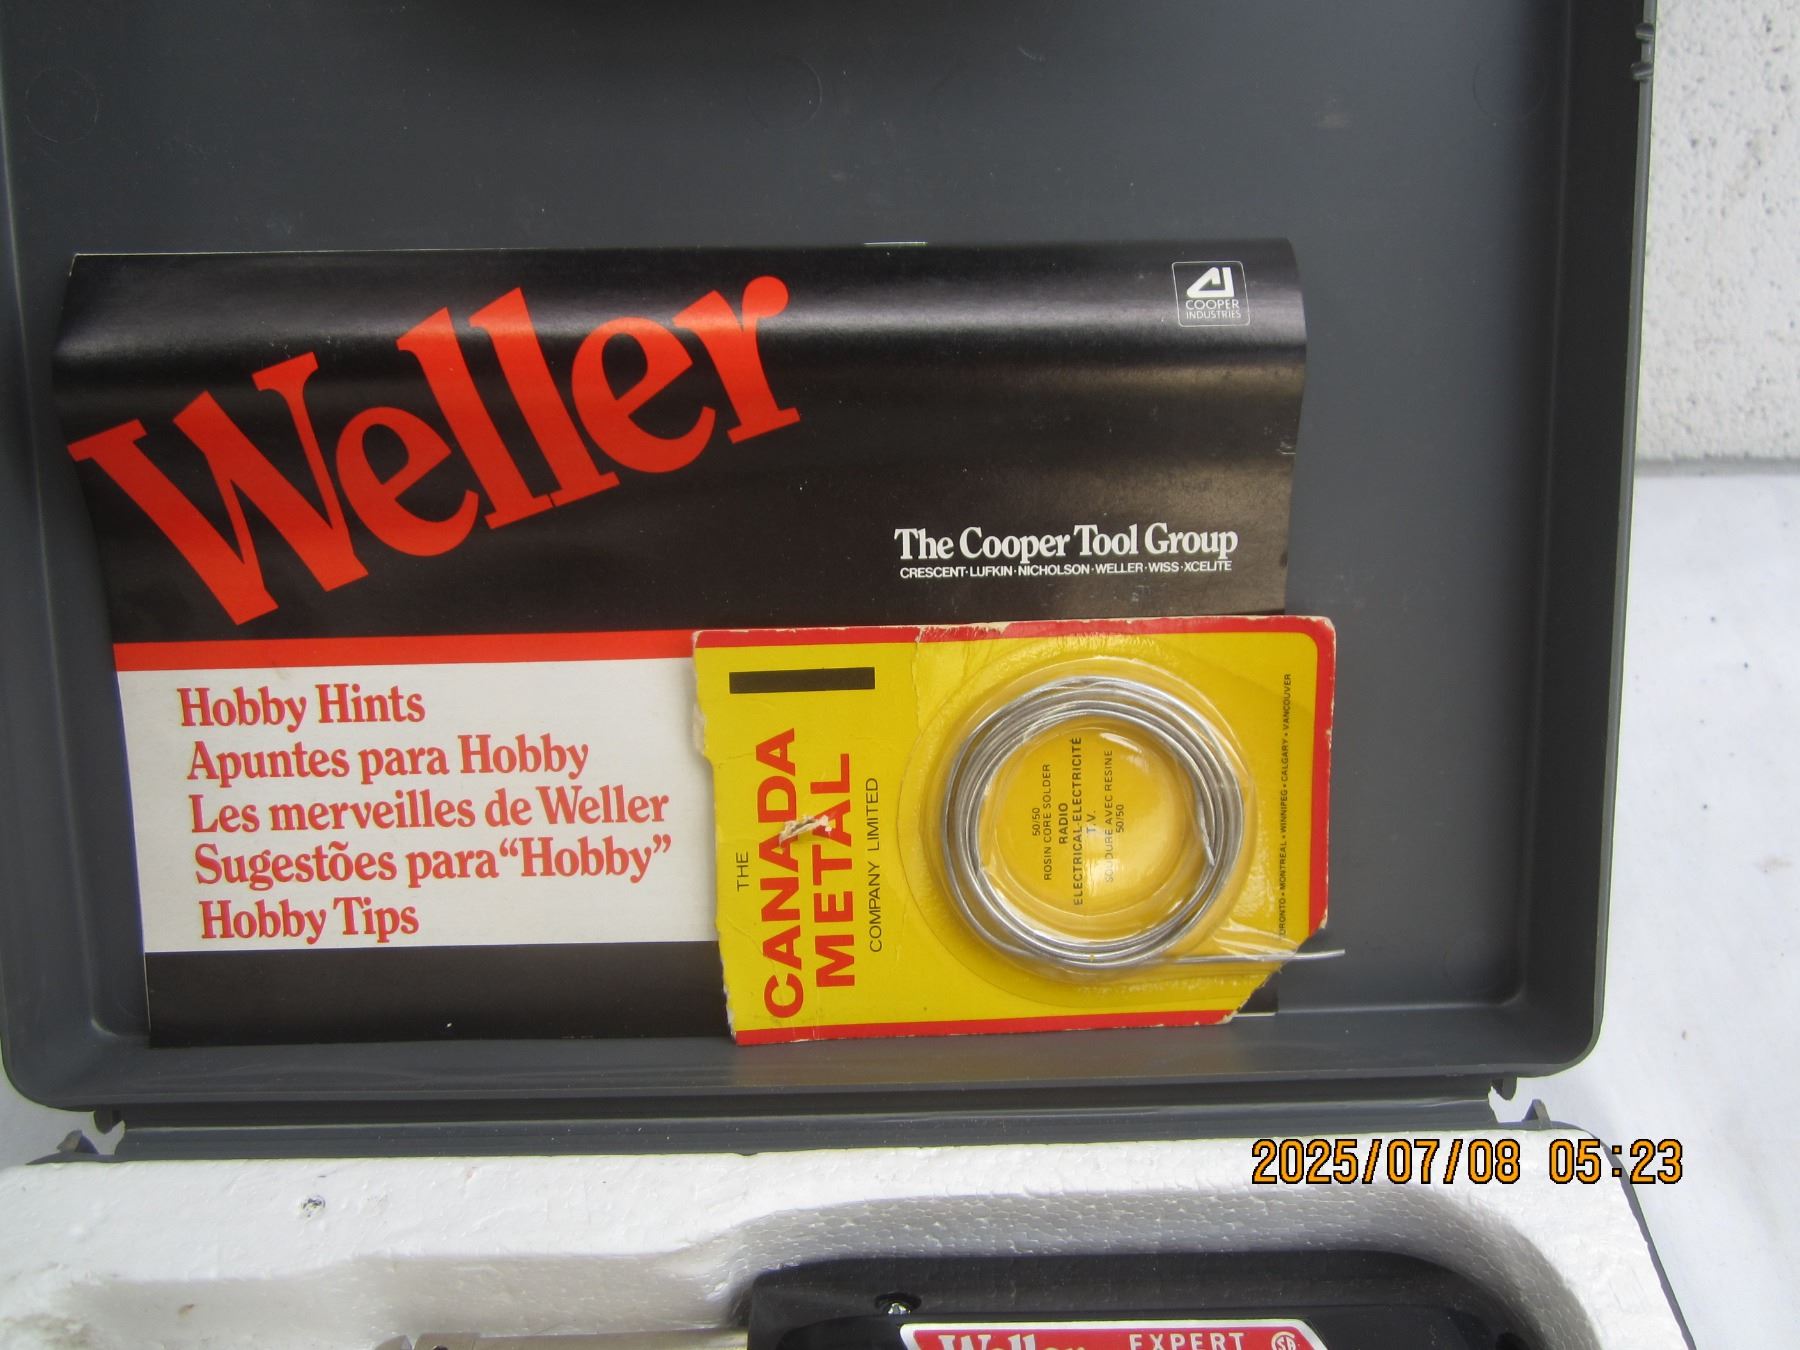 Weller
COOPER
INDUSTRIES
The Cooper Tool Group
CRESCENT·LUFKIN·NICHOLSON·WELLER·WISS·XCELITE
Hobby Hints
Apuntes para Hobby
Les merveilles de Weller
Sugestões para “Hobby”
Hobby Tips
THE
CANADA
METAL
COMPANY LIMITED
50/50
ROSIN CORE SOLDER
RADIO
ELECTRICAL-ELECTRICITÉ
T.V.
SOUDURE AVEC RESINE
50/50
MONTREAL • WINNIPEG • CALGARY • VANCOUVER
2025/07/08 05:23
Weller EXPERT